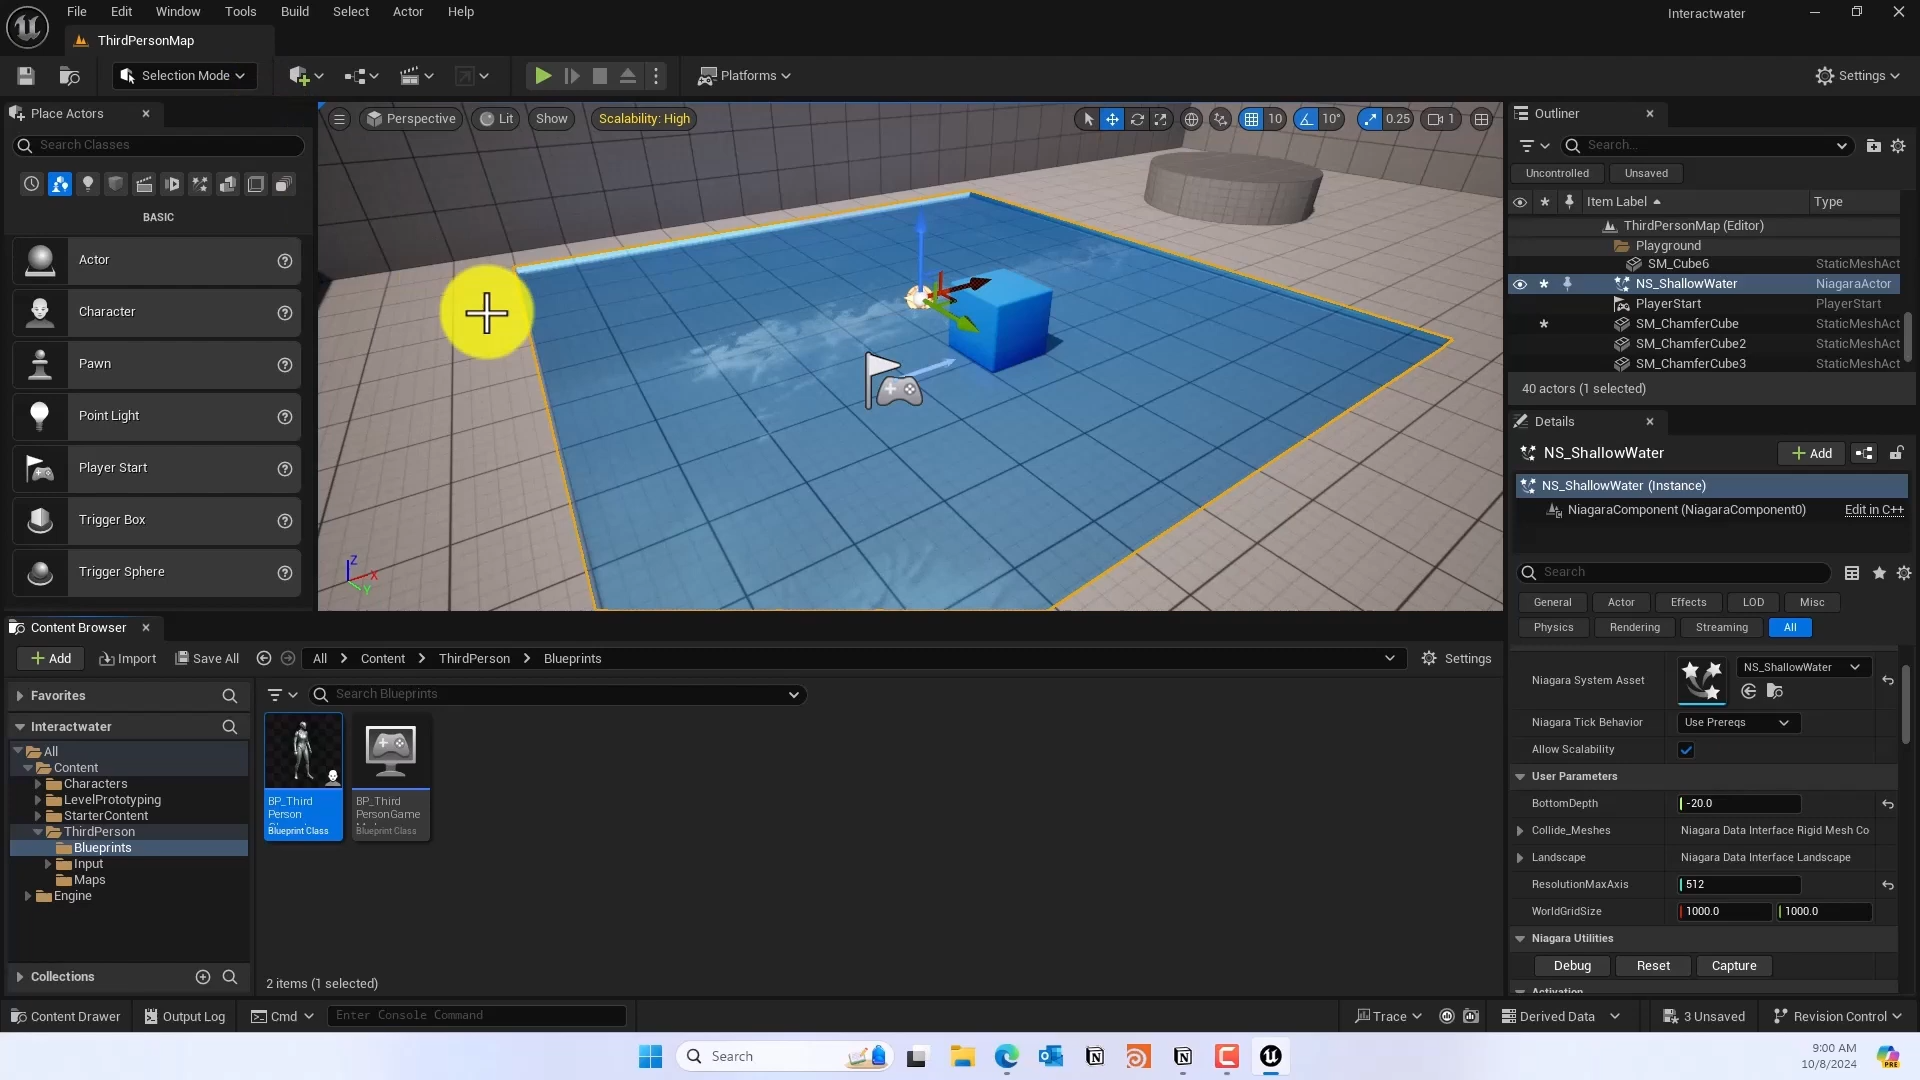 File Edit Window Tools Build Select Actor Help
Interactwater
ThirdPersonMap
Selection Mode
Platforms
Settings
Place Actors
Search Classes
BASIC
Actor
Character
Pawn
Point Light
Player Start
Trigger Box
Trigger Sphere
Perspective Lit Show Scalability: High
10 10° 0.25 1
Z
X
Y
Outliner
Search...
Uncontrolled Unsaved
Item Label Type
ThirdPersonMap (Editor)
Playground
SM_Cube6 StaticMeshAct
NS_ShallowWater NiagaraActor
PlayerStart PlayerStart
SM_ChamferCube StaticMeshAct
SM_ChamferCube2 StaticMeshAct
SM_ChamferCube3 StaticMeshAct
40 actors (1 selected)
Details
NS_ShallowWater Add
NS_ShallowWater (Instance)
NiagaraComponent (NiagaraComponent0) Edit in C++
Search
General Actor Effects LOD Misc
Physics Rendering Streaming All
Niagara System Asset NS_ShallowWater
Niagara Tick Behavior Use Prereqs
Allow Scalability
User Parameters
BottomDepth -20.0
Collide_Meshes Niagara Data Interface Rigid Mesh Co
Landscape Niagara Data Interface Landscape
ResolutionMaxAxis 512
WorldGridSize 1000.0 1000.0
Niagara Utilities
Debug Reset Capture
Activation
Content Browser
Add Import Save All All Content ThirdPerson Blueprints Settings
Favorites
Interactwater
All
Content
Characters
LevelPrototyping
StarterContent
ThirdPerson
Blueprints
Input
Maps
Engine
Collections
Search Blueprints
BP_Third
Person
Blueprint Class
BP_Third
PersonGame
Blueprint Class
2 items (1 selected)
Content Drawer Output Log Cmd Enter Console Command Trace Derived Data 3 Unsaved Revision Control
Search
9:00 AM
10/8/2024
PRE